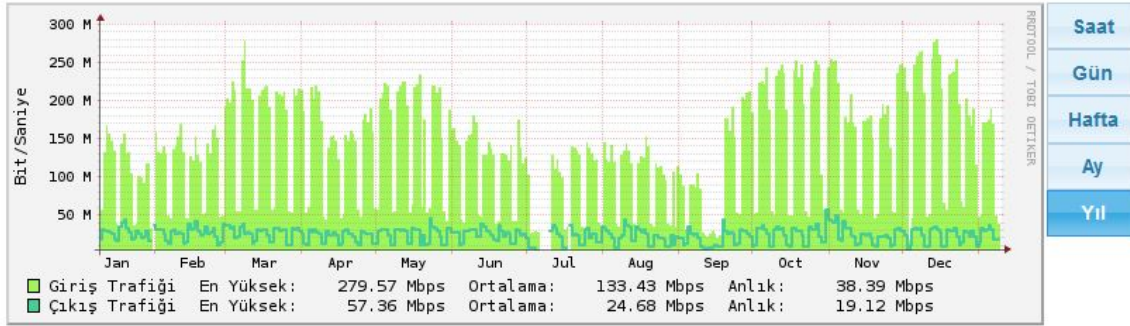 300 M
250 M
200 M
150 M
100 M
50 M
Bit/Saniye
Jan Feb Mar Apr May Jun Jul Aug Sep Oct Nov Dec
Giriş Trafiği En Yüksek: 279.57 Mbps Ortalama: 133.43 Mbps Anlık: 38.39 Mbps
Çıkış Trafiği En Yüksek: 57.36 Mbps Ortalama: 24.68 Mbps Anlık: 19.12 Mbps
RRDTOOL / TOBI OETIKER
Saat
Gün
Hafta
Ay
Yıl